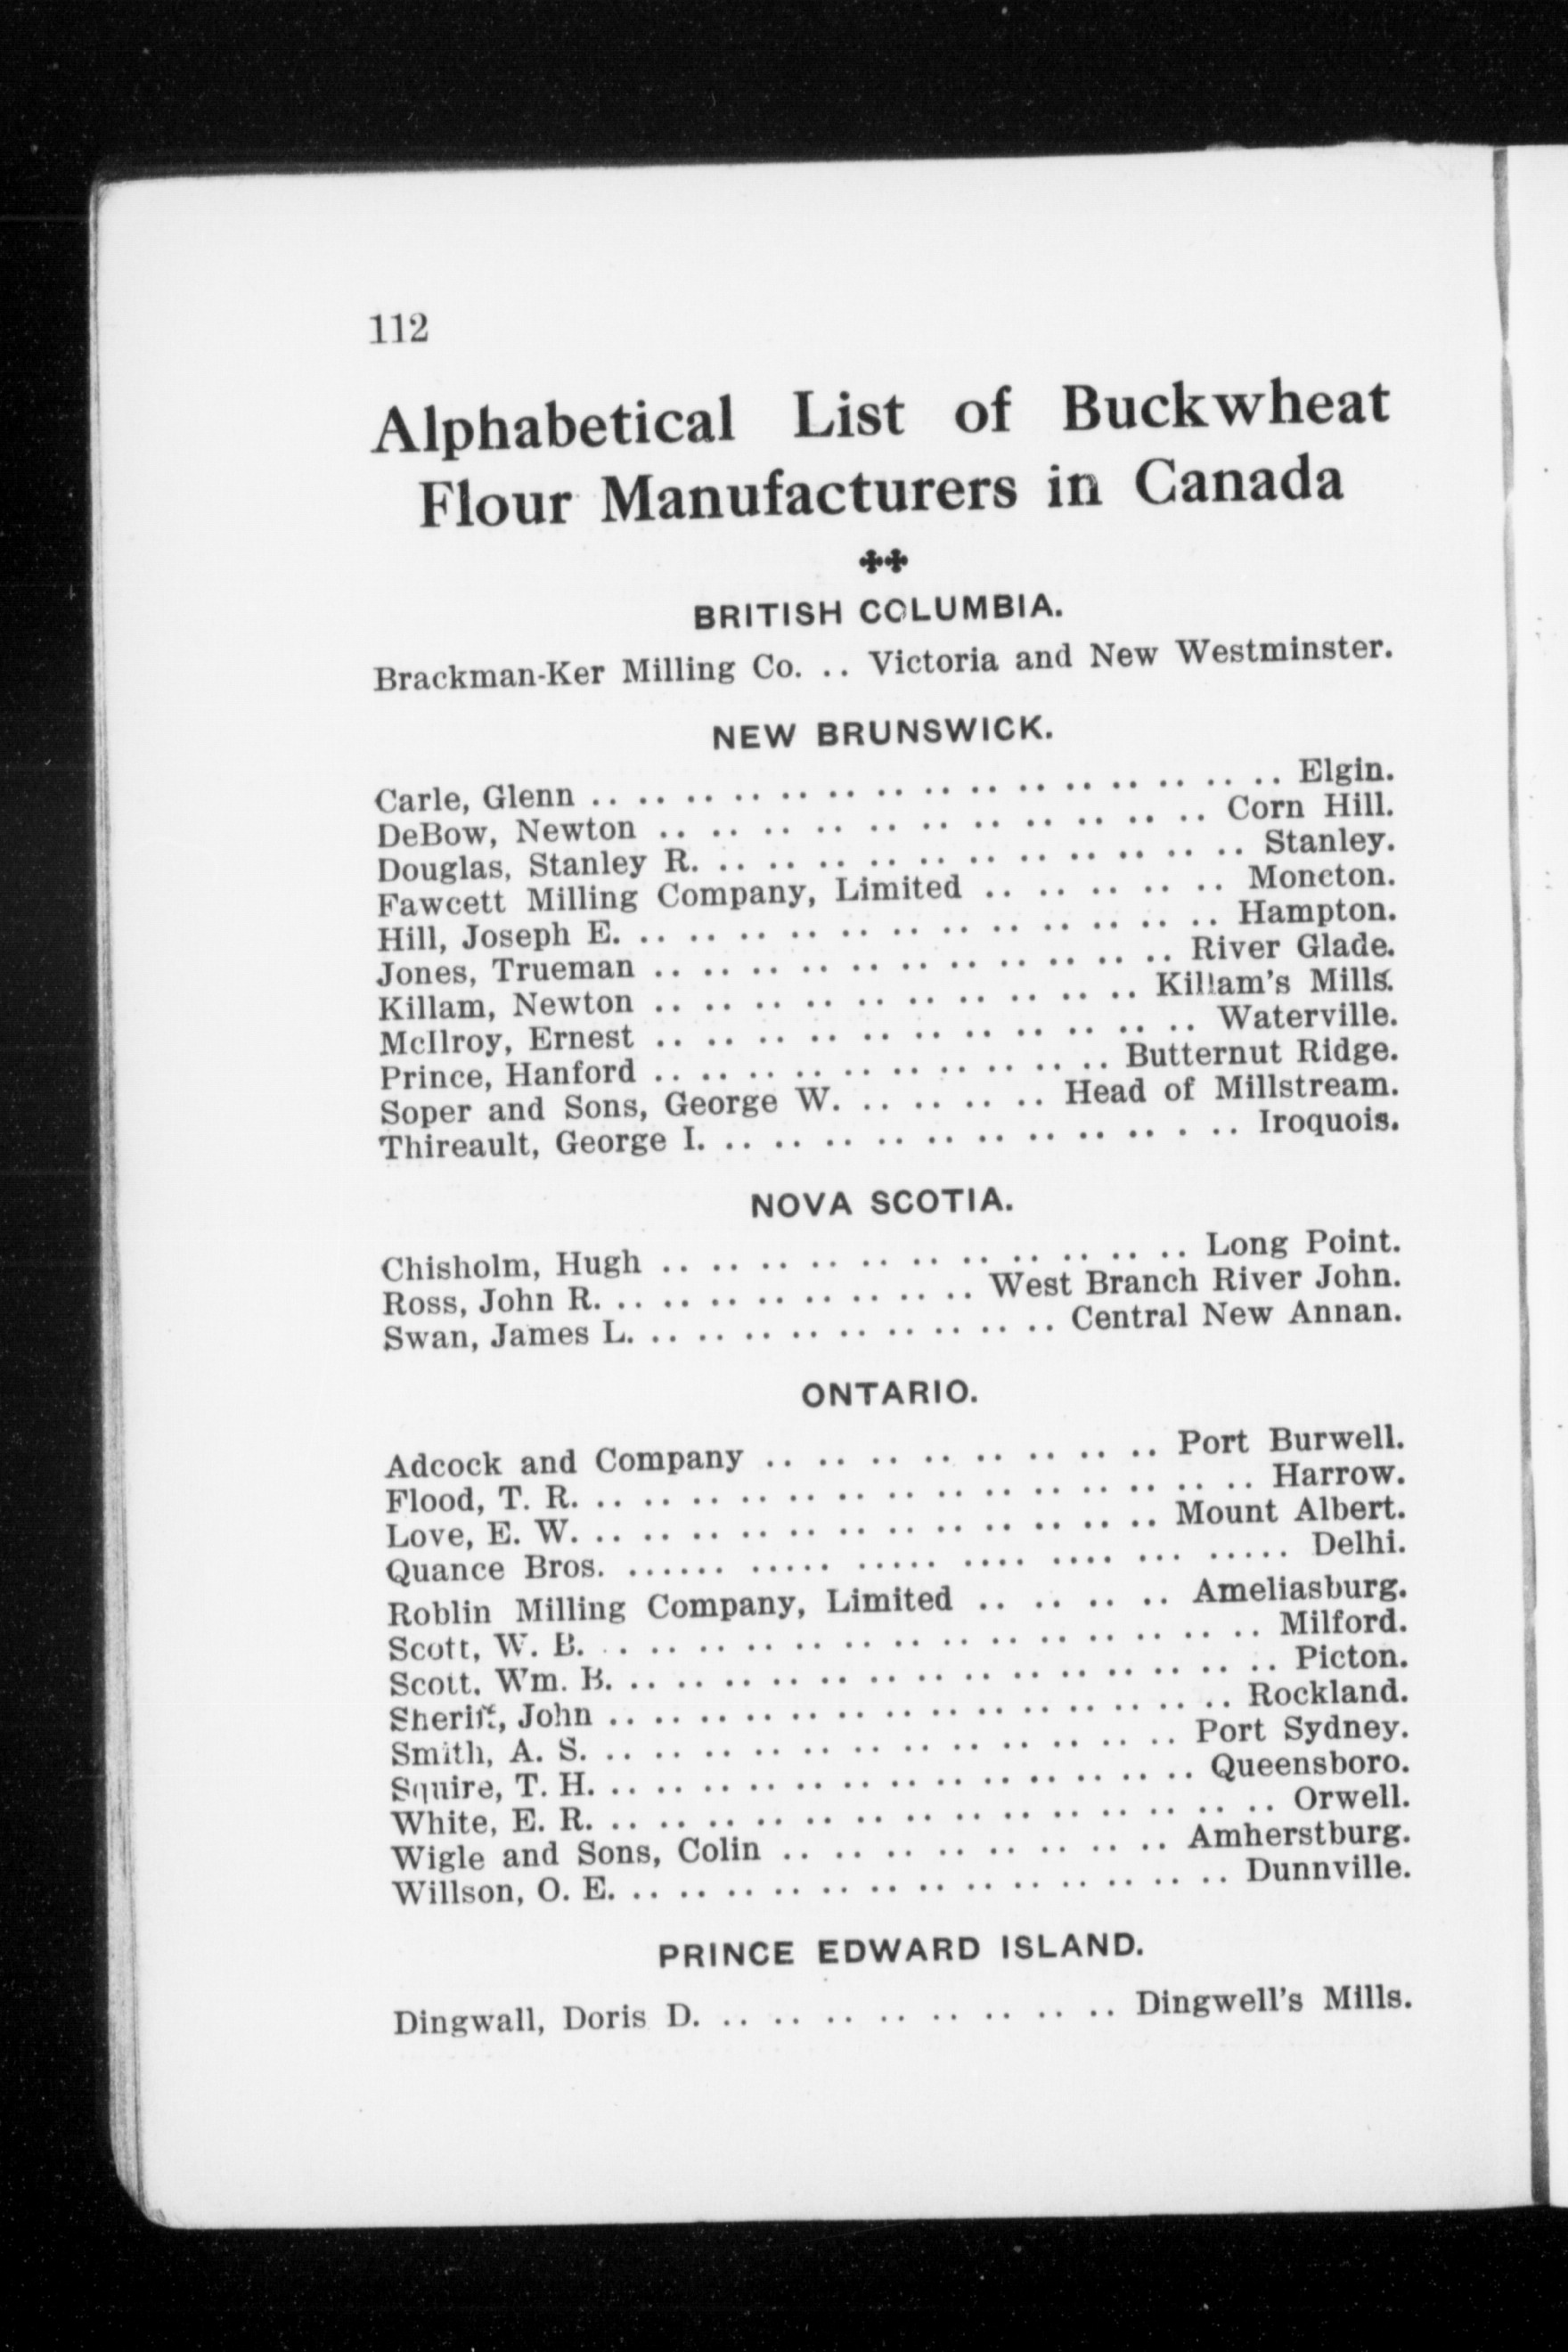 112
Alphabetical List of Buckwheat
Flour Manufacturers in Canada
BRITISH COLUMBIA.
Brackman-Ker Milling Co. .. Victoria and New Westminster.
NEW BRUNSWICK.
Carle, Glenn .. .. .. .. .. .. .. .. .. .. .. .. .. .. .. Elgin.
DeBow, Newton .. .. .. .. .. .. .. .. .. .. .. Corn Hill.
Douglas, Stanley R. .. .. .. .. .. .. .. .. .. .. .. Stanley.
Fawcett Milling Company, Limited .. .. .. .. .. Moncton.
Hill, Joseph E. .. .. .. .. .. .. .. .. .. .. .. .. Hampton.
Jones, Trueman .. .. .. .. .. .. .. .. .. .. .. River Glade.
Killam, Newton .. .. .. .. .. .. .. .. .. .. Killam's Mills.
McIlroy, Ernest .. .. .. .. .. .. .. .. .. .. .. Waterville.
Prince, Hanford .. .. .. .. .. .. .. .. .. .. Butternut Ridge.
Soper and Sons, George W. .. .. .. .. .. Head of Millstream.
Thireault, George I. .. .. .. .. .. .. .. .. .. .. .. Iroquois.
NOVA SCOTIA.
Chisholm, Hugh .. .. .. .. .. .. .. .. .. .. .. Long Point.
Ross, John R. .. .. .. .. .. .. .. .. West Branch River John.
Swan, James L. .. .. .. .. .. .. .. .. .. Central New Annan.
ONTARIO.
Adcock and Company .. .. .. .. .. .. .. .. Port Burwell.
Flood, T. R. .. .. .. .. .. .. .. .. .. .. .. .. .. .. Harrow.
Love, E. W. .. .. .. .. .. .. .. .. .. .. .. .. Mount Albert.
Quance Bros. ...... ..... ..... .... .... ... ..... Delhi.
Roblin Milling Company, Limited .. .. .. .. Ameliasburg.
Scott, W. B. .. .. .. .. .. .. .. .. .. .. .. .. .. .. Milford.
Scott, Wm. B. .. .. .. .. .. .. .. .. .. .. .. .. .. .. Picton.
Sheriff, John .. .. .. .. .. .. .. .. .. .. .. .. .. .. Rockland.
Smith, A. S. .. .. .. .. .. .. .. .. .. .. .. .. Port Sydney.
Squire, T. H. .. .. .. .. .. .. .. .. .. .. .. .. .. Queensboro.
White, E. R. .. .. .. .. .. .. .. .. .. .. .. .. .. .. Orwell.
Wigle and Sons, Colin .. .. .. .. .. .. .. .. Amherstburg.
Willson, O. E. .. .. .. .. .. .. .. .. .. .. .. .. .. Dunnville.
PRINCE EDWARD ISLAND.
Dingwall, Doris D. .. .. .. .. .. .. .. .. .. Dingwell's Mills.